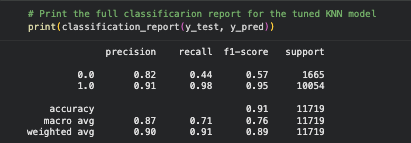 # Print the full classificarion report for the tuned KNN model
print(classification_report(y_test, y_pred))
precision recall f1-score support
0.0 0.82 0.44 0.57 1665
1.0 0.91 0.98 0.95 10054
accuracy 0.91 11719
macro avg 0.87 0.71 0.76 11719
weighted avg 0.90 0.91 0.89 11719